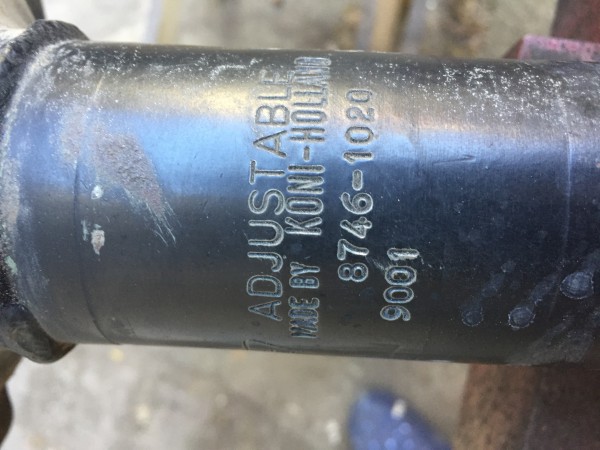 ADJUSTABLE
MADE BY KONI-HOLLAND
8746-1020
9001